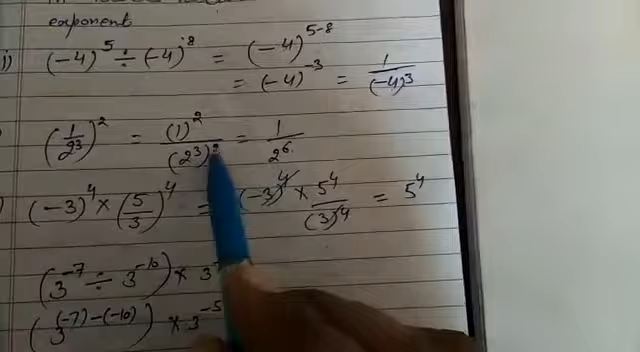 exponent
i) (-4)^5 ÷ (-4)^8 = (-4)^{5-8}
= (-4)^{-3} = 1/(-4)^3
(1/2^3)^2 = (1)^2/(2^3)^2 = 1/2^6
(-3)^4 × (5/3)^4 = (-3)^4 × 5^4/(3)^4 = 5^4
(3^{-7} ÷ 3^{-10}) × 3
(3^{(-7)-(-10)}) × 3^{-5}